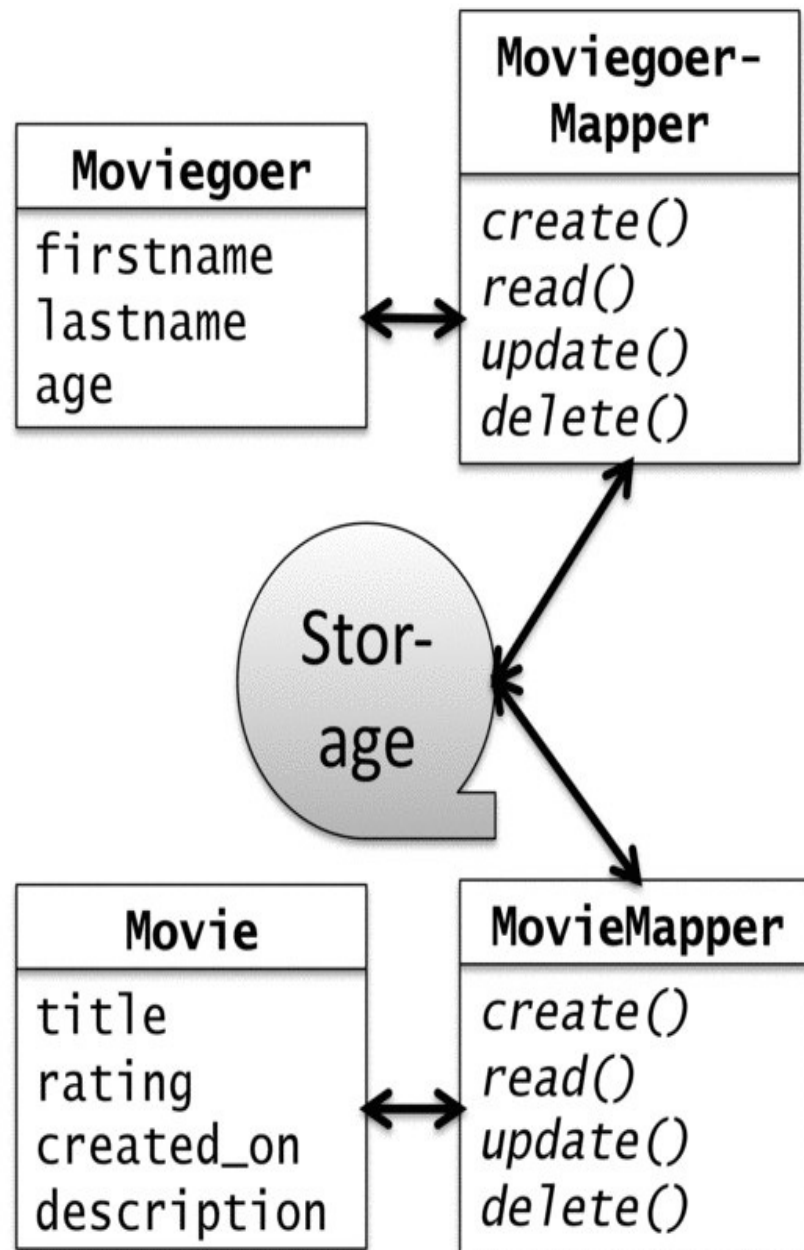 Moviegoer-
Mapper
create()
read()
update()
delete()
Moviegoer
firstname
lastname
age
Stor-
age
Movie
title
rating
created_on
description
MovieMapper
create()
read()
update()
delete()